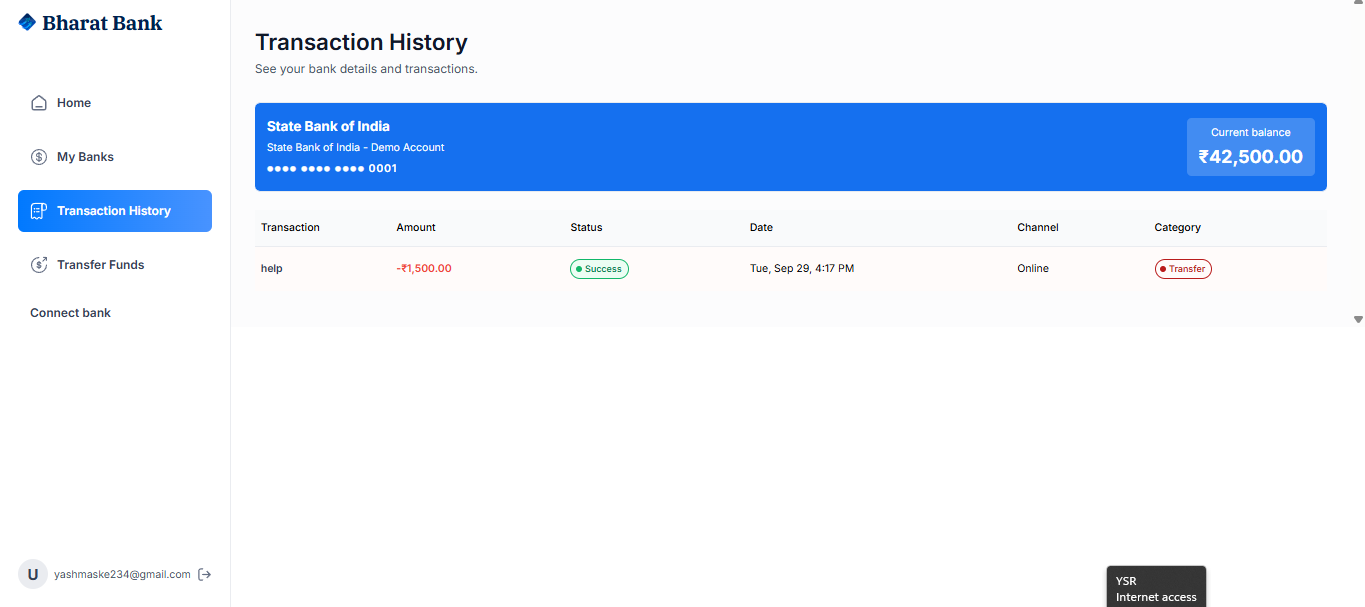 Bharat Bank
Home
My Banks
Transaction History
Transfer Funds
Connect bank
U yashmaske234@gmail.com
Transaction History
See your bank details and transactions.
State Bank of India
State Bank of India - Demo Account
●●●● ●●●● ●●●● 0001
Current balance
₹42,500.00
Transaction Amount Status Date Channel Category
help -₹1,500.00 Success Tue, Sep 29, 4:17 PM Online Transfer
YSR
Internet access